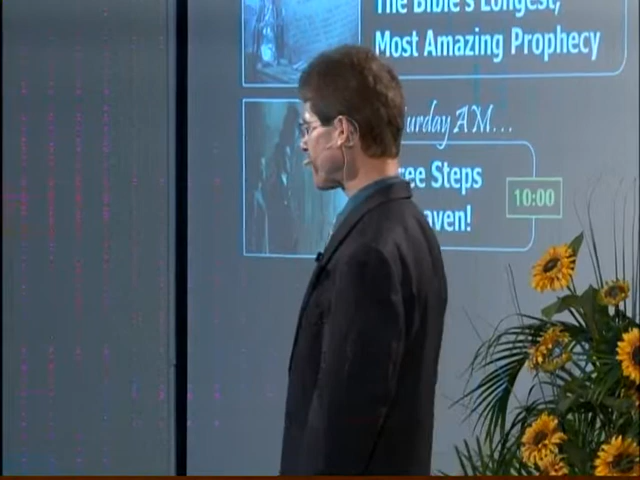 The Bible's Longest,
Most Amazing Prophecy
AM...
Steps
10:00